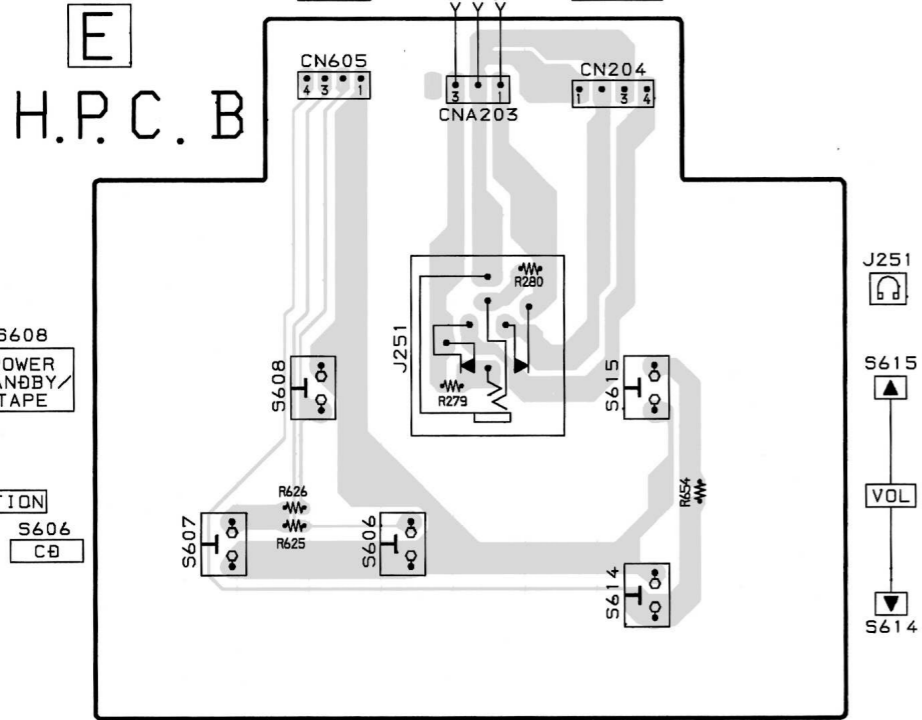 E
H.P.C.B
CN605
4 3 1
3 1
CNA203
CN204
1 3 4
J251
R280
R279
J251
S608
S608
S615
S615
VOL
S614
R626
R625
R654
S607
S606
S606
CD
S614
TAPE